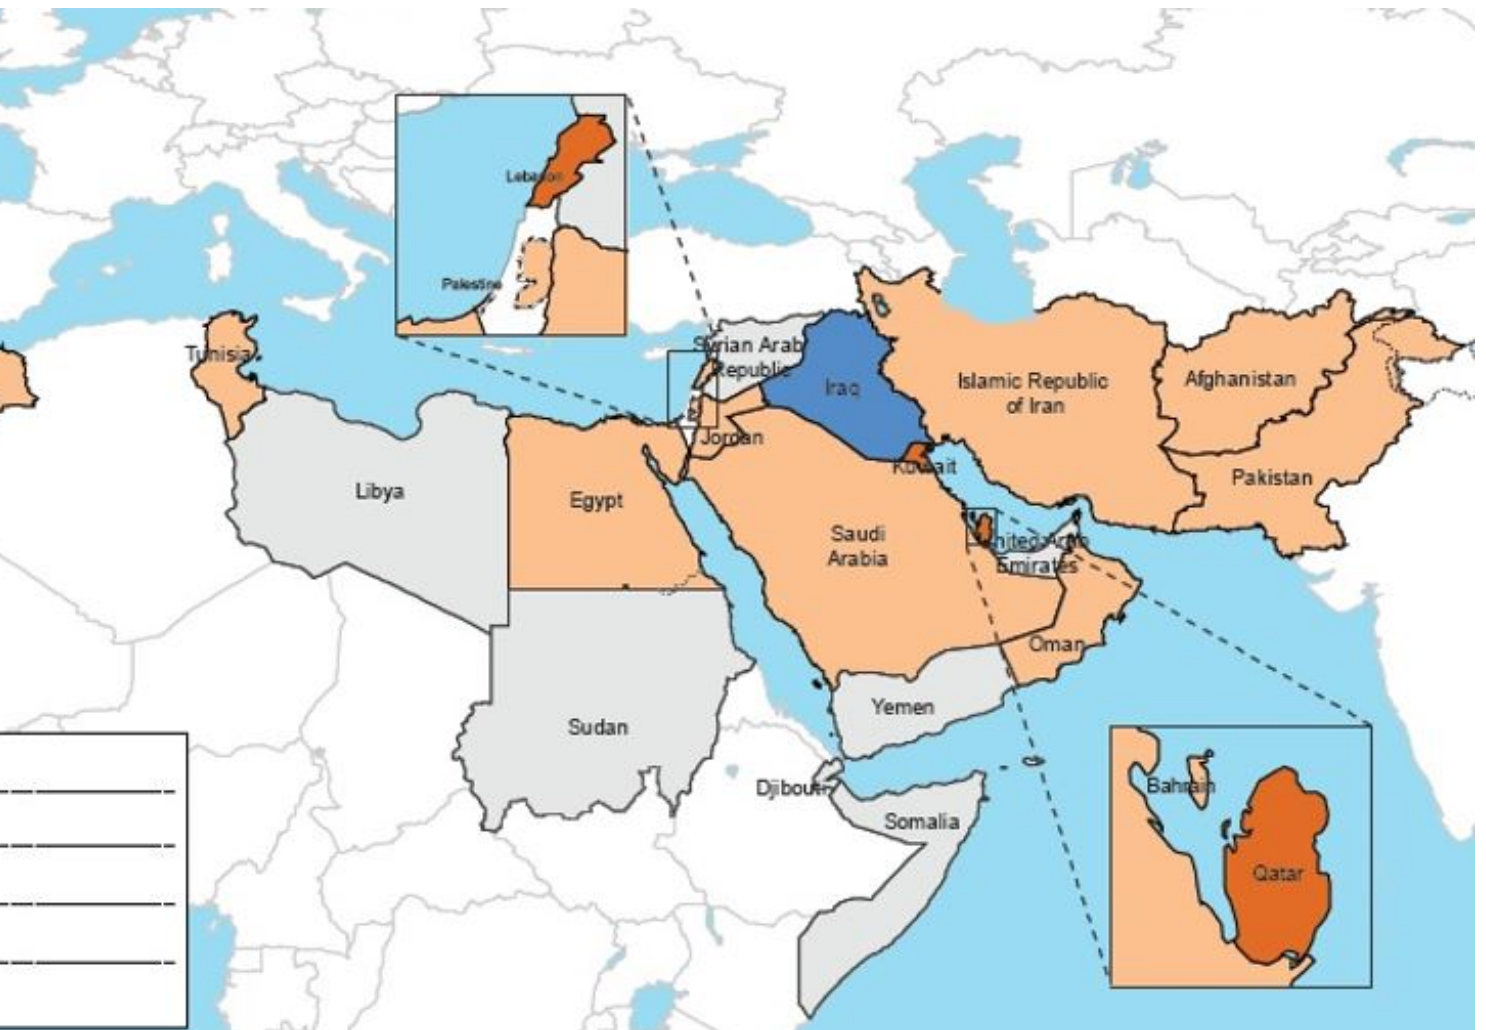 Lebanon
Palestine
Tunisia
Syrian Arab
Republic
Iraq
Islamic Republic
of Iran
Afghanistan
Jordan
Kuwait
Pakistan
Libya
Egypt
Saudi
Arabia
United Arab
Emirates
Oman
Yemen
Sudan
Djibouti
Somalia
Bahrain
Qatar